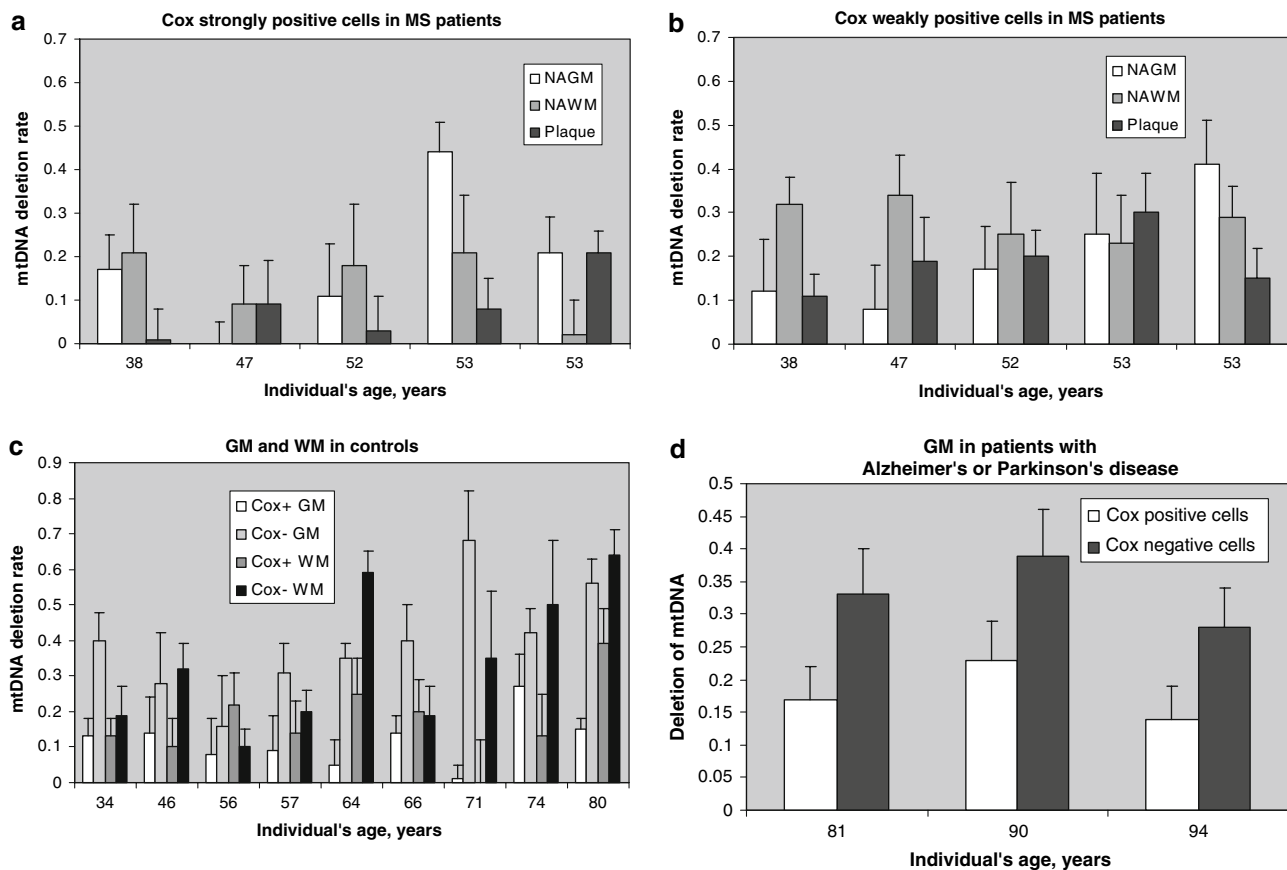 a
Cox strongly positive cells in MS patients
mtDNA deletion rate
0.7
0.6
0.5
0.4
0.3
0.2
0.1
0
NAGM
NAWM
Plaque
38 47 52 53 53
Individual's age, years
b
Cox weakly positive cells in MS patients
mtDNA deletion rate
0.7
0.6
0.5
0.4
0.3
0.2
0.1
0
NAGM
NAWM
Plaque
38 47 52 53 53
Individual's age, years
c
GM and WM in controls
mtDNA deletion rate
0.9
0.8
0.7
0.6
0.5
0.4
0.3
0.2
0.1
0
Cox+ GM
Cox- GM
Cox+ WM
Cox- WM
34 46 56 57 64 66 71 74 80
Individual's age, years
d
GM in patients with
Alzheimer's or Parkinson's disease
Deletion of mtDNA
0.5
0.45
0.4
0.35
0.3
0.25
0.2
0.15
0.1
0.05
0
Cox positive cells
Cox negative cells
81 90 94
Individual's age, years